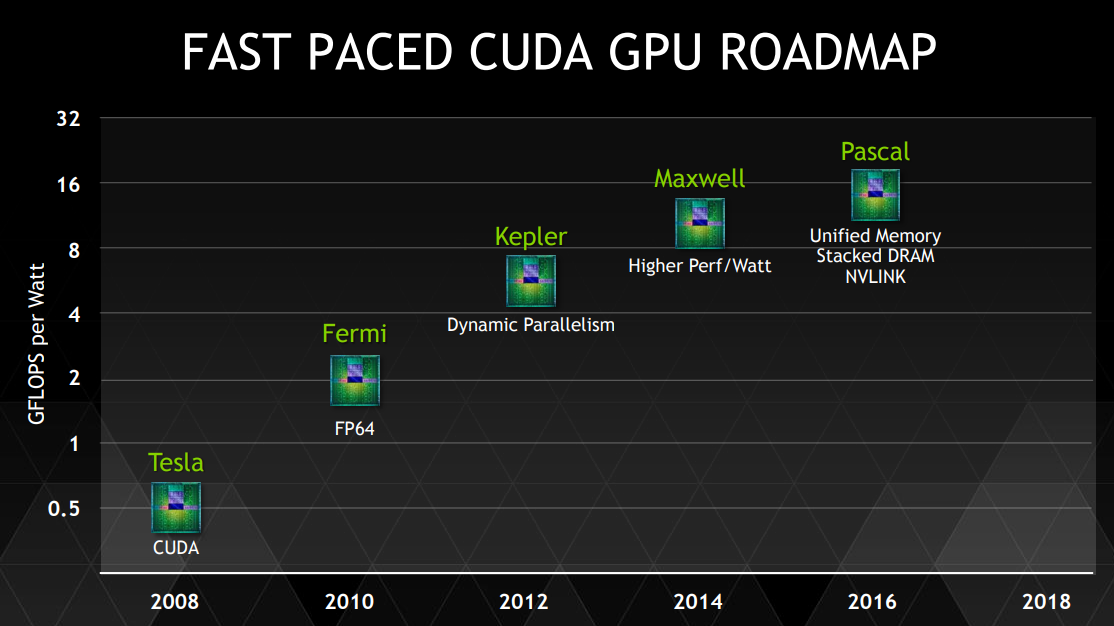 FAST PACED CUDA GPU ROADMAP
32
16
8
4
2
1
0.5
GFLOPS per Watt
Pascal
Unified Memory
Stacked DRAM
NVLINK
Maxwell
Higher Perf/Watt
Kepler
Dynamic Parallelism
Fermi
FP64
Tesla
CUDA
2008 2010 2012 2014 2016 2018